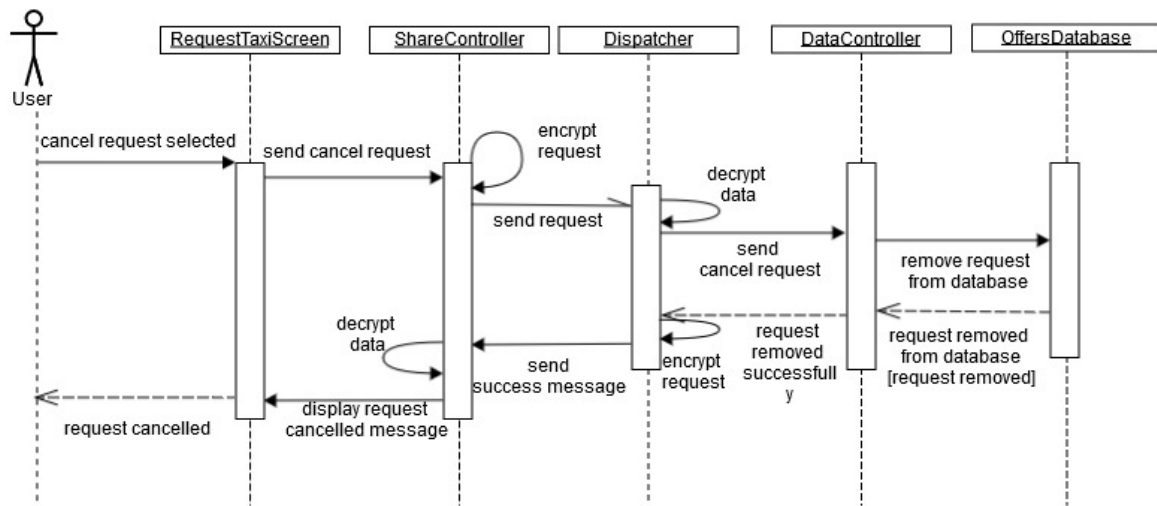 User
RequestTaxiScreen
ShareController
Dispatcher
DataController
OffersDatabase
cancel request selected
send cancel request
encrypt
request
send request
decrypt
data
send
cancel request
remove request
from database
request removed
from database
[request removed]
request
removed
successfull
y
encrypt
request
send
success message
decrypt
data
display request
cancelled message
request cancelled